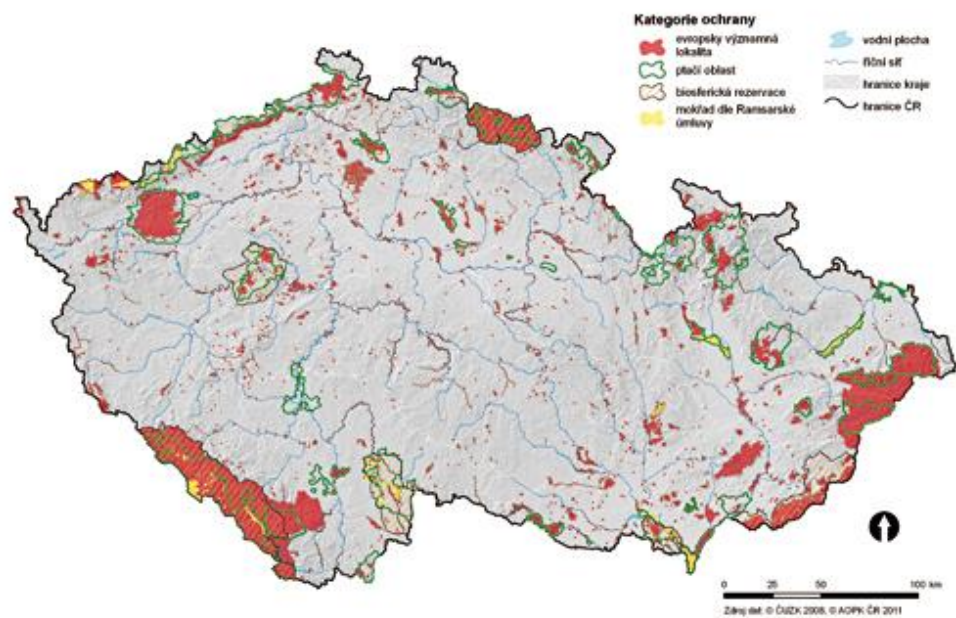 Kategorie ochrany
evropsky významná
lokalita
ptačí oblast
biosferická rezervace
mokřad dle Ramsarské
úmluvy
vodní plocha
říční síť
hranice kraje
hranice ČR
0 25 50 100 km
Zdroj dat: © ČÚZK 2008, © AOPK ČR 2011